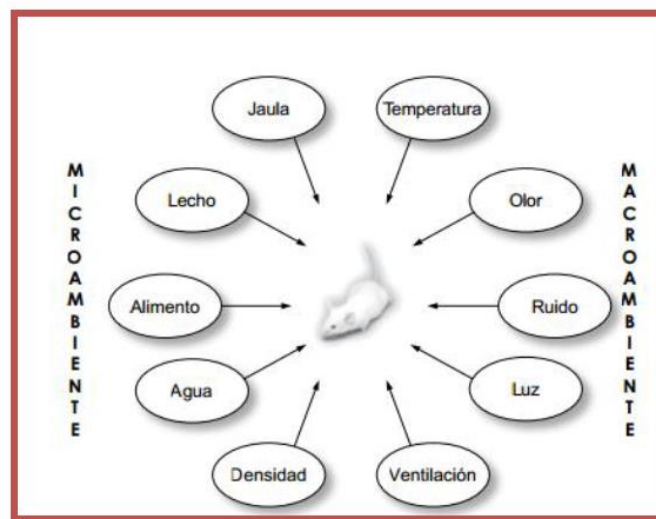 MICROAMBIENTE
Jaula
Lecho
Alimento
Agua
Densidad
Temperatura
Olor
Ruido
Luz
Ventilación
MACROAMBIENTE